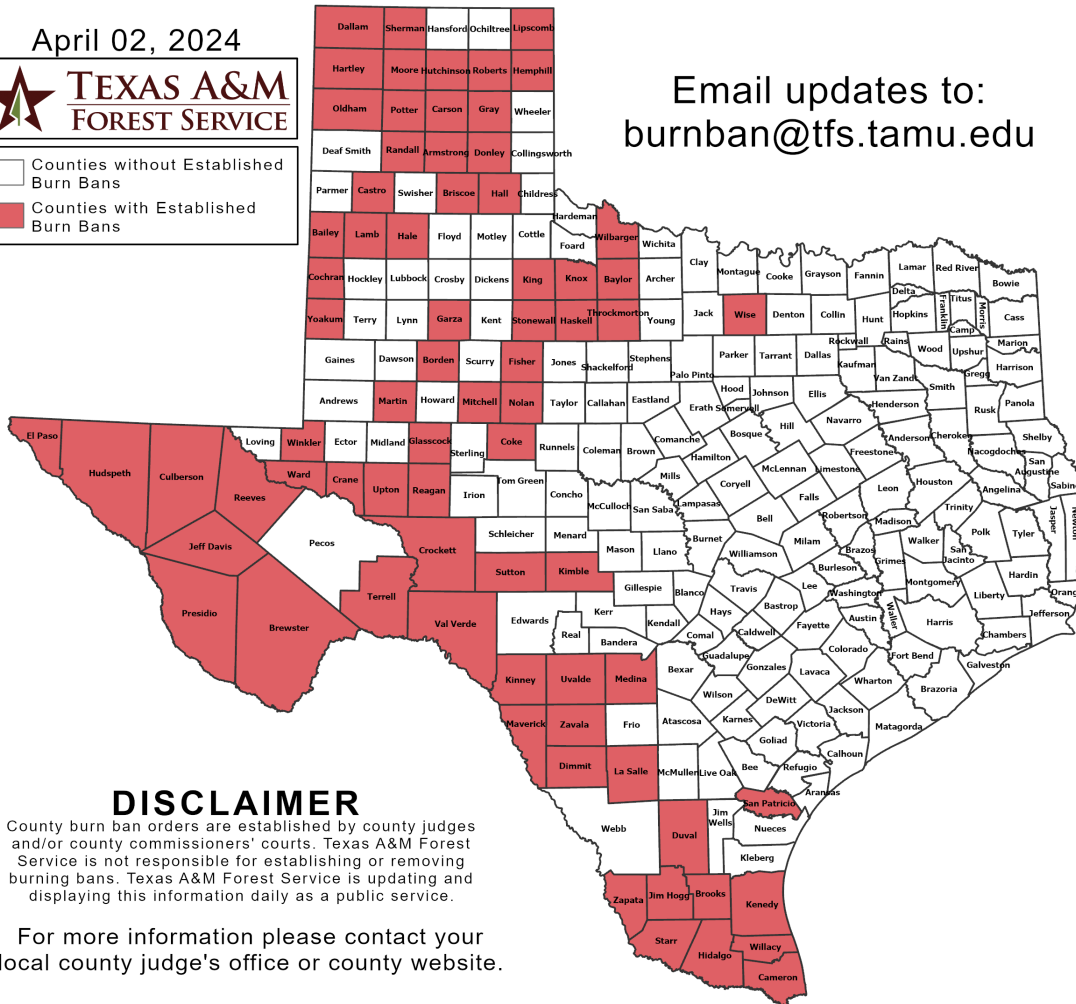 April 02, 2024
TEXAS A&M
FOREST SERVICE
Counties without Established
Burn Bans
Counties with Established
Burn Bans
Email updates to:
burnban@tfs.tamu.edu
Dallam Sherman Hansford Ochiltree Lipscomb
Hartley Moore Hutchinson Roberts Hemphill
Oldham Potter Carson Gray Wheeler
Deaf Smith Randall Armstrong Donley Collingsworth
Parmer Castro Swisher Briscoe Hall Childress
Hardeman
Bailey Lamb Hale Floyd Motley Cottle Foard Wilbarger Wichita
Clay Montague Cooke Grayson Fannin Lamar Red River Bowie
Cochran Hockley Lubbock Crosby Dickens King Knox Baylor Archer
Delta Franklin Titus Morris Cass
Yoakum Terry Lynn Garza Kent Stonewall Haskell Throckmorton Young Jack Wise Denton Collin Hunt Hopkins Camp
Rockwall Rains Wood Upshur Marion
Gaines Dawson Borden Scurry Fisher Jones Shackelford Stephens Palo Pinto Parker Tarrant Dallas Kaufman Van Zandt Gregg Harrison
Andrews Martin Howard Mitchell Nolan Taylor Callahan Eastland Erath Hood Somervell Johnson Ellis Henderson Smith Rusk Panola
El Paso Loving Winkler Ector Midland Glasscock Sterling Coke Runnels Coleman Brown Comanche Bosque Hill Navarro Anderson Cherokee Nacogdoches Shelby
Hudspeth Culberson Reeves Ward Crane Upton Reagan Irion Tom Green Concho Mills Hamilton McLennan Limestone Freestone San Augustine Sabine
McCulloch San Saba Lampasas Coryell Falls Leon Houston Angelina
Jeff Davis Pecos Crockett Schleicher Menard Bell Robertson Madison Trinity Polk Tyler Jasper Newton
Mason Llano Burnet Williamson Milam Brazos Grimes Walker San Jacinto
Presidio Brewster Terrell Sutton Kimble Gillespie Blanco Travis Lee Burleson Washington Montgomery Liberty Hardin Orange
Val Verde Edwards Real Kerr Kendall Hays Bastrop Fayette Austin Waller Harris Jefferson
Bandera Comal Caldwell Colorado Fort Bend Chambers
Kinney Uvalde Medina Bexar Guadalupe Gonzales Lavaca Wharton Brazoria Galveston
Maverick Zavala Frio Atascosa Wilson Karnes DeWitt Victoria Jackson Matagorda
Dimmit La Salle McMullen Live Oak Bee Goliad Refugio Calhoun
Aransas
Webb Duval Jim Wells San Patricio Nueces
Kleberg
Zapata Jim Hogg Brooks Kenedy
Starr Hidalgo Willacy
Cameron
DISCLAIMER
County burn ban orders are established by county judges
and/or county commissioners' courts. Texas A&M Forest
Service is not responsible for establishing or removing
burning bans. Texas A&M Forest Service is updating and
displaying this information daily as a public service.
For more information please contact your
local county judge's office or county website.